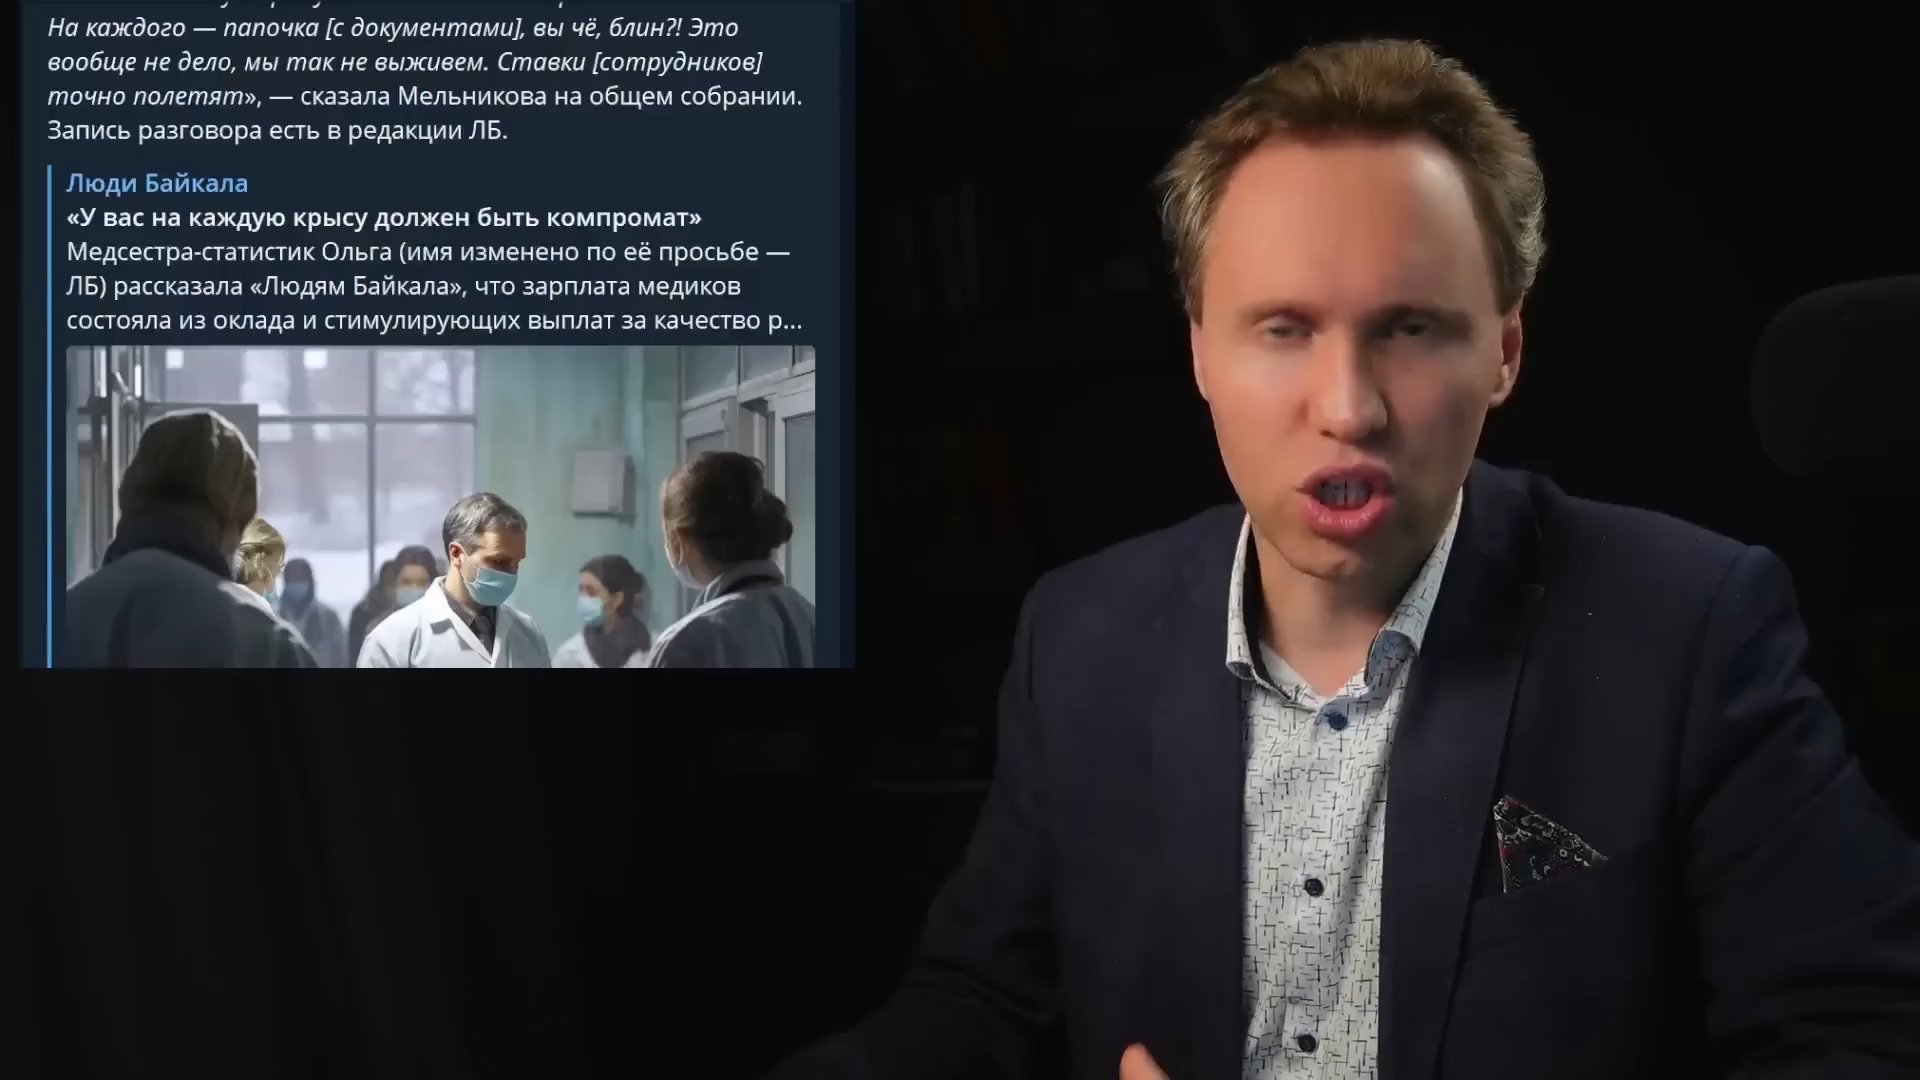 На каждого — папочка [с документами], вы чё, блин?! Это
вообще не дело, мы так не выживем. Ставки [сотрудников]
точно полетят», — сказала Мельникова на общем собрании.
Запись разговора есть в редакции ЛБ.
Люди Байкала
«У вас на каждую крысу должен быть компромат»
Медсестра-статистик Ольга (имя изменено по её просьбе —
ЛБ) рассказала «Людям Байкала», что зарплата медиков
состояла из оклада и стимулирующих выплат за качество р...